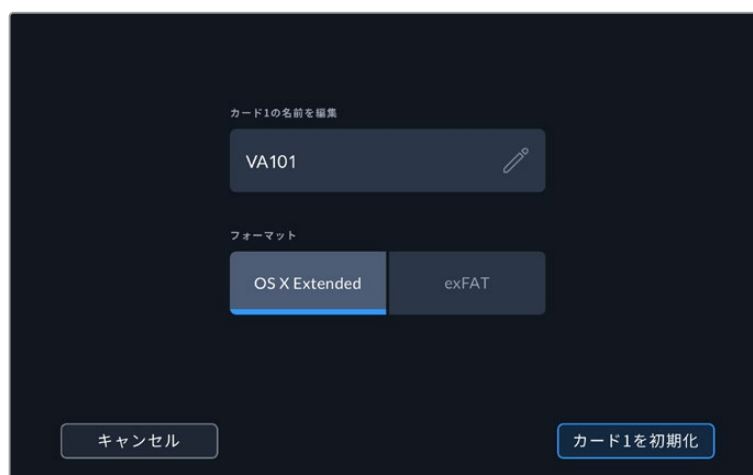 カード1の名前を編集
VA101
フォーマット
OS X Extended exFAT
キャンセル カード1を初期化